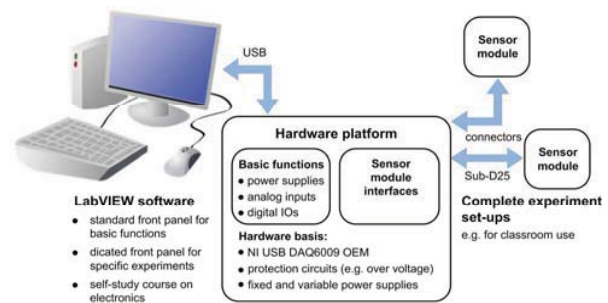 USB
Sensor
module
Hardware platform
connectors
Sub-D25
Sensor
module
Basic functions
● power supplies
● analog inputs
● digital IOs
Sensor
module
interfaces
Hardware basis:
● NI USB DAQ6009 OEM
● protection circuits (e.g. over voltage)
● fixed and variable power supplies
LabVIEW software
● standard front panel for
basic functions
● dicated front panel for
specific experiments
● self-study course on
electronics
Complete experiment
set-ups
e.g. for classroom use